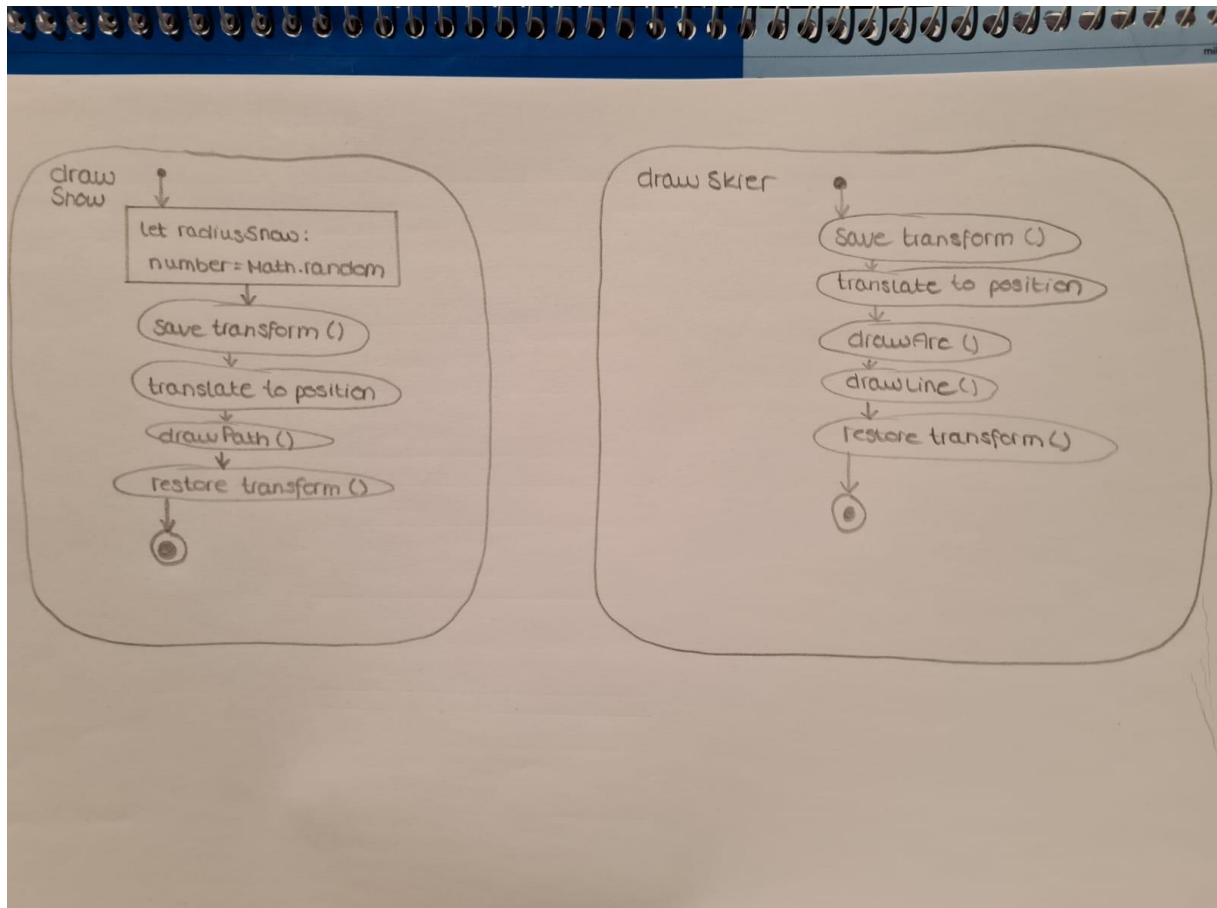 mi
draw
Snow
let radiusSnow:
number = Math.random
save transform ()
translate to position
drawPath ()
restore transform ()
draw Skier
save transform ()
translate to position
drawArc ()
drawLine ()
restore transform ()